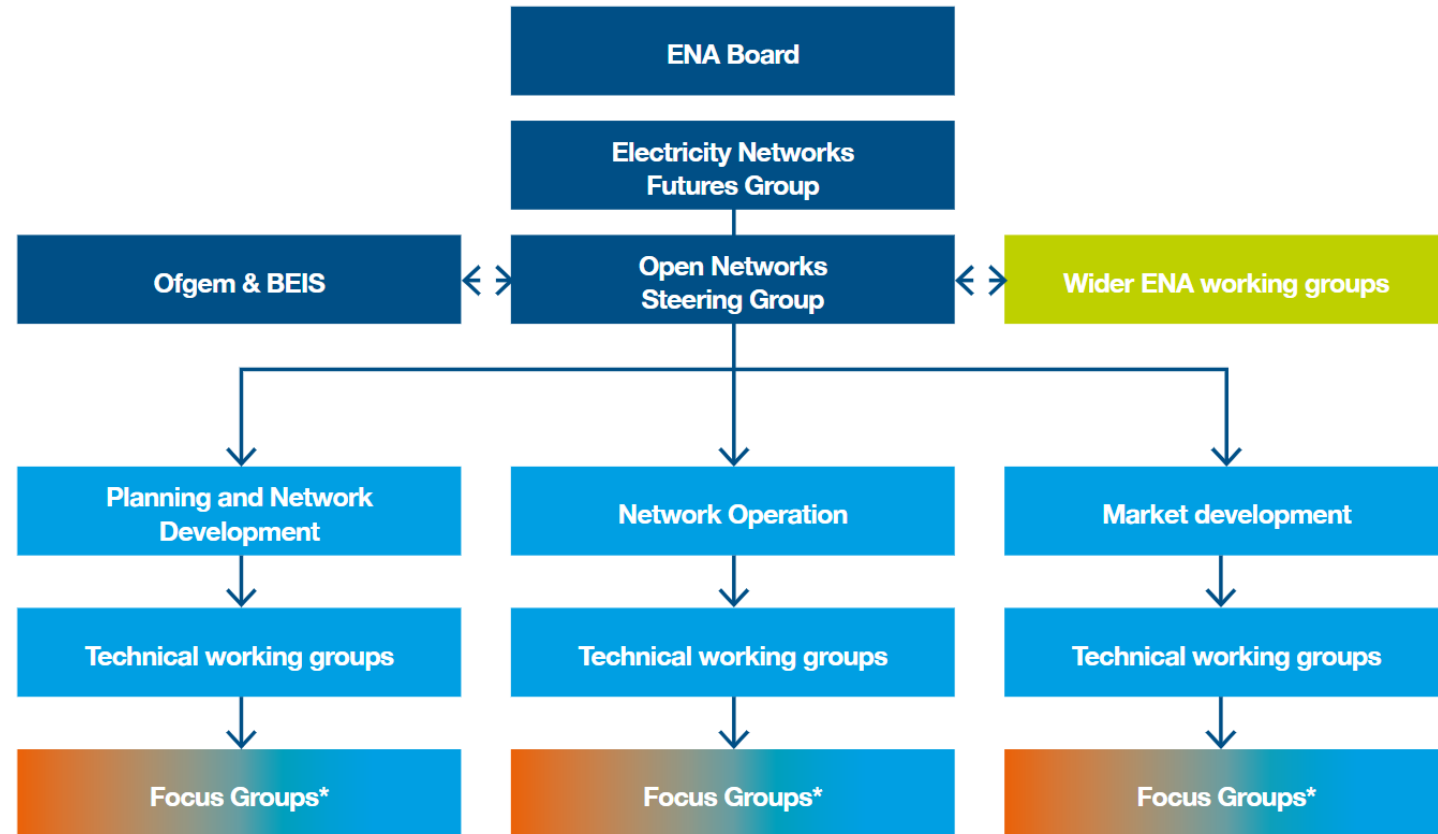 ENA Board
Electricity Networks
Futures Group
Ofgem & BEIS
Open Networks
Steering Group
Wider ENA working groups
Planning and Network
Development
Network Operation
Market development
Technical working groups
Technical working groups
Technical working groups
Focus Groups*
Focus Groups*
Focus Groups*